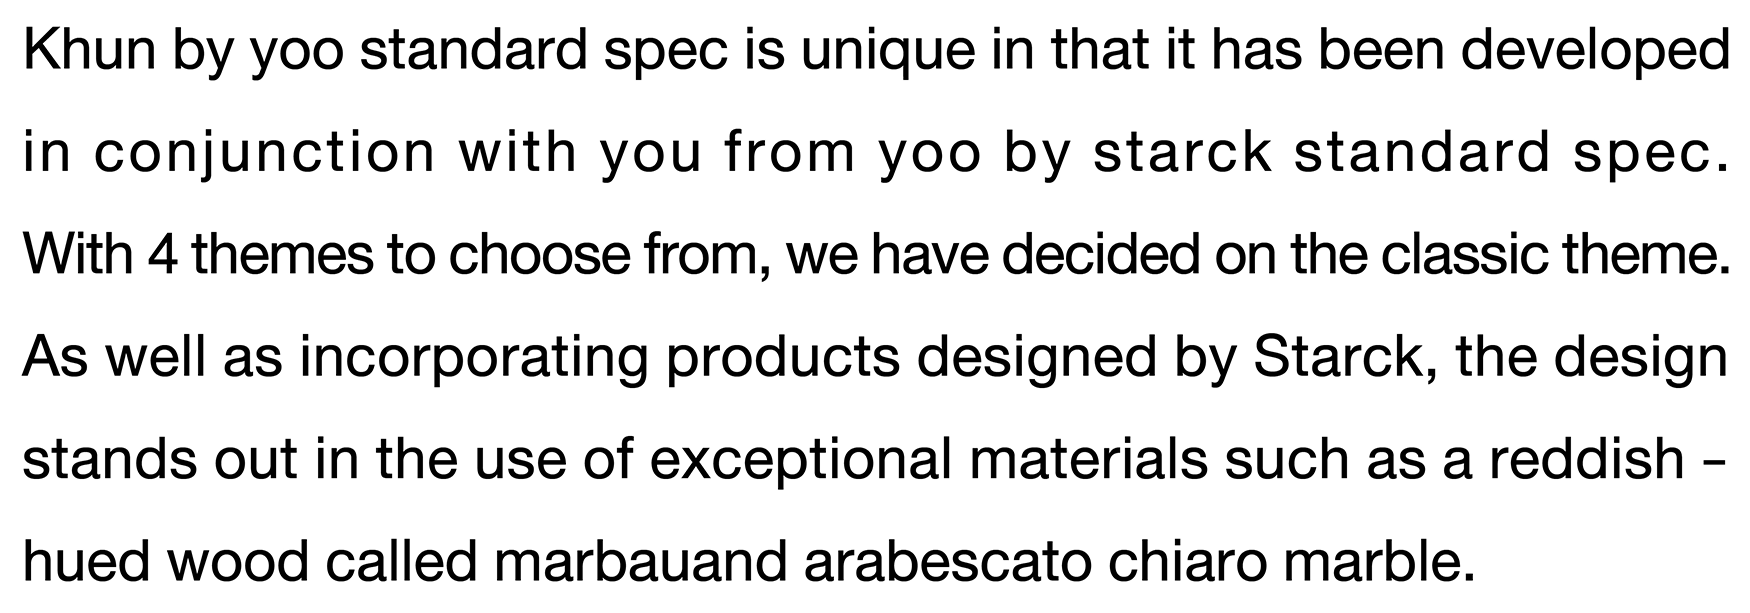 Khun by yoo standard spec is unique in that it has been developed
in conjunction with you from yoo by starck standard spec.
With 4 themes to choose from, we have decided on the classic theme.
As well as incorporating products designed by Starck, the design
stands out in the use of exceptional materials such as a reddish –
hued wood called marbauand arabescato chiaro marble.